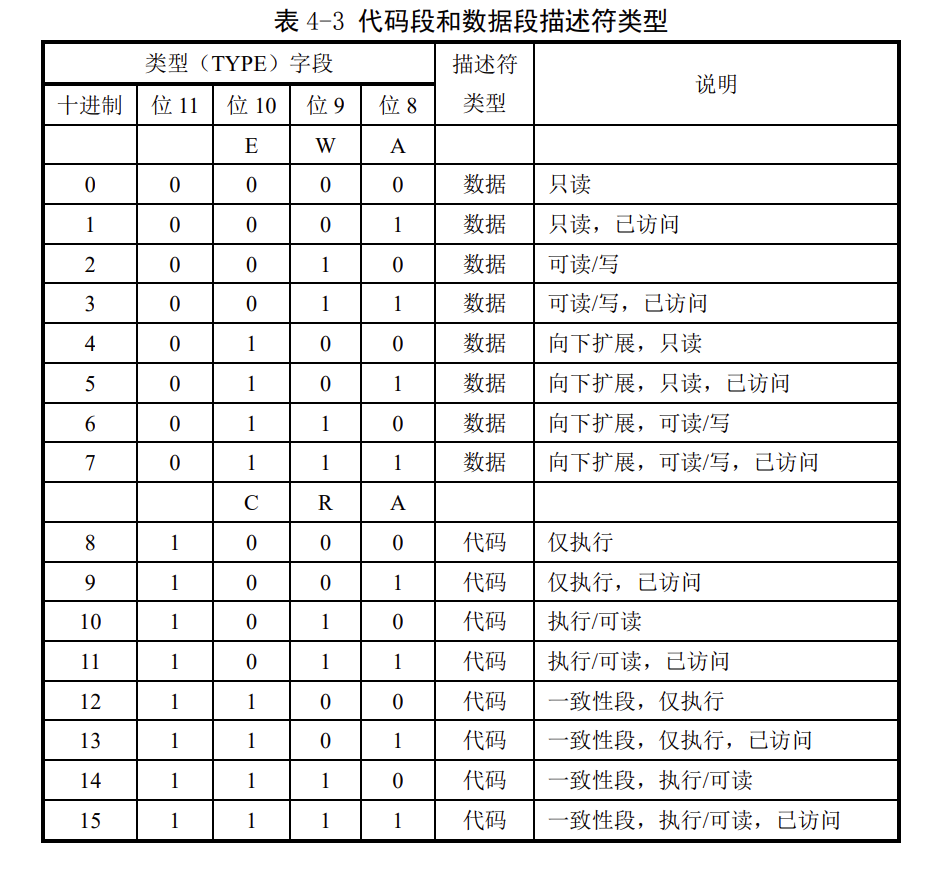 表 4-3 代码段和数据段描述符类型
类型（TYPE）字段 描述符类型 说明
十进制 位 11 位 10 位 9 位 8
E W A
0 0 0 0 0 数据 只读
1 0 0 0 1 数据 只读，已访问
2 0 0 1 0 数据 可读/写
3 0 0 1 1 数据 可读/写，已访问
4 0 1 0 0 数据 向下扩展，只读
5 0 1 0 1 数据 向下扩展，只读，已访问
6 0 1 1 0 数据 向下扩展，可读/写
7 0 1 1 1 数据 向下扩展，可读/写，已访问
C R A
8 1 0 0 0 代码 仅执行
9 1 0 0 1 代码 仅执行，已访问
10 1 0 1 0 代码 执行/可读
11 1 0 1 1 代码 执行/可读，已访问
12 1 1 0 0 代码 一致性段，仅执行
13 1 1 0 1 代码 一致性段，仅执行，已访问
14 1 1 1 0 代码 一致性段，执行/可读
15 1 1 1 1 代码 一致性段，执行/可读，已访问